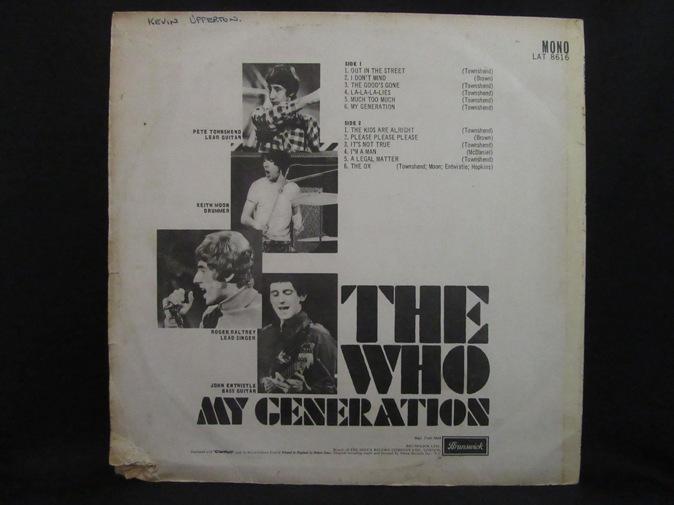 KEVIN UPPERTON.
MONO
LAT 8616
SIDE 1
1. OUT IN THE STREET (Townshend)
2. I DON'T MIND (Brown)
3. THE GOOD'S GONE (Townshend)
4. LA-LA-LA-LIES (Townshend)
5. MUCH TOO MUCH (Townshend)
6. MY GENERATION (Townshend)
SIDE 2
1. THE KIDS ARE ALRIGHT (Townshend)
2. PLEASE PLEASE PLEASE (Brown)
3. IT'S NOT TRUE (Townshend)
4. I'M A MAN (McDaniel)
5. A LEGAL MATTER (Townshend)
6. THE OX (Townshend; Moon; Entwistle; Hopkins)
PETE TOWNSHEND
LEAD GUITAR
KEITH MOON
DRUMMER
ROGER DALTREY
LEAD SINGER
JOHN ENTWISTLE
BASS GUITAR
THE
WHO
MY GENERATION
Brunswick
BRUNSWICK LTD.